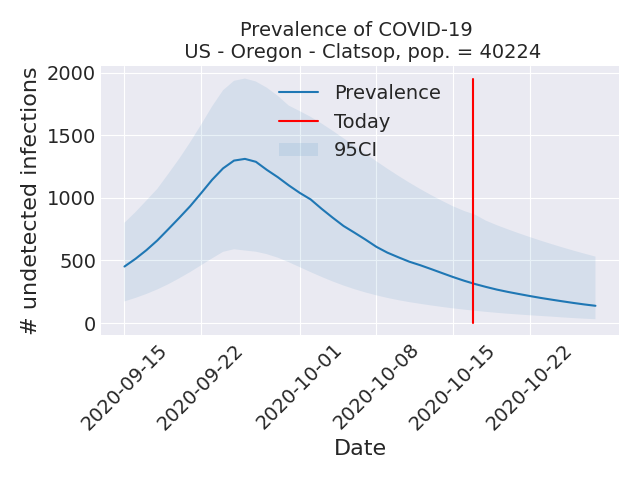 Prevalence of COVID-19
US - Oregon - Clatsop, pop. = 40224
# undetected infections
2000
1500
1000
500
0
Prevalence
Today
95CI
2020-09-15
2020-09-22
2020-10-01
2020-10-08
2020-10-15
2020-10-22
Date